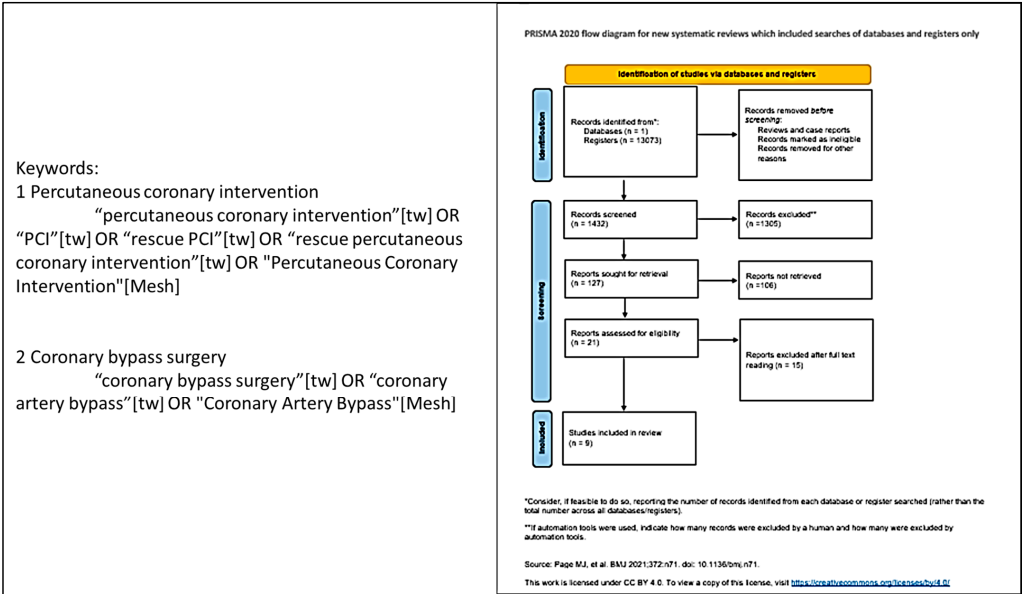 Keywords:
1 Percutaneous coronary intervention
“percutaneous coronary intervention”[tw] OR
“PCI”[tw] OR “rescue PCI”[tw] OR “rescue percutaneous
coronary intervention”[tw] OR "Percutaneous Coronary
Intervention"[Mesh]
2 Coronary bypass surgery
“coronary bypass surgery”[tw] OR “coronary
artery bypass”[tw] OR "Coronary Artery Bypass"[Mesh]
PRISMA 2020 flow diagram for new systematic reviews which included searches of databases and registers only
Identification of studies via databases and registers
Identification
Records identified from*:
Databases (n = 1)
Registers (n = 13073)
Records removed before
screening:
Reviews and case reports
Records marked as ineligible
Records removed for other
reasons
Screening
Records screened
(n = 1432)
Records excluded**
(n =1305)
Reports sought for retrieval
(n = 127)
Reports not retrieved
(n =106)
Reports assessed for eligibility
(n = 21)
Reports excluded after full text
reading (n = 15)
Included
Studies included in review
(n = 9)
*Consider, if feasible to do so, reporting the number of records identified from each database or register searched (rather than the
total number across all databases/registers).
**If automation tools were used, indicate how many records were excluded by a human and how many were excluded by
automation tools.
Source: Page MJ, et al. BMJ 2021;372:n71. doi: 10.1136/bmj.n71.
This work is licensed under CC BY 4.0. To view a copy of this license, visit https://creativecommons.org/licenses/by/4.0/